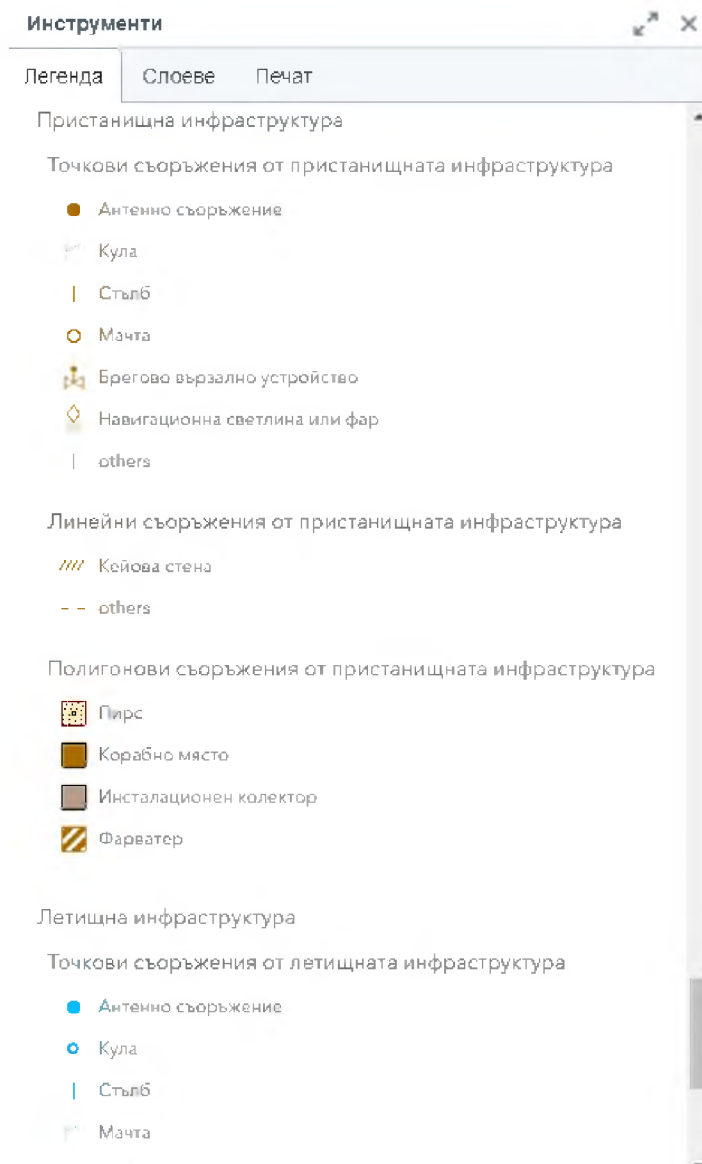 Инструменти
Легенда Слоеве Печат
Пристанищна инфраструктура
Точкови съоръжения от пристанищната инфраструктура
Антенно съоръжение
Кула
Стълб
Мачта
Брегово вързално устройство
Навигационна светлина или фар
others
Линейни съоръжения от пристанищната инфраструктура
Кейова стена
others
Полигонови съоръжения от пристанищната инфраструктура
Пирс
Корабно място
Инсталационен колектор
Фарватер
Летищна инфраструктура
Точкови съоръжения от летищната инфраструктура
Антенно съоръжение
Кула
Стълб
Мачта